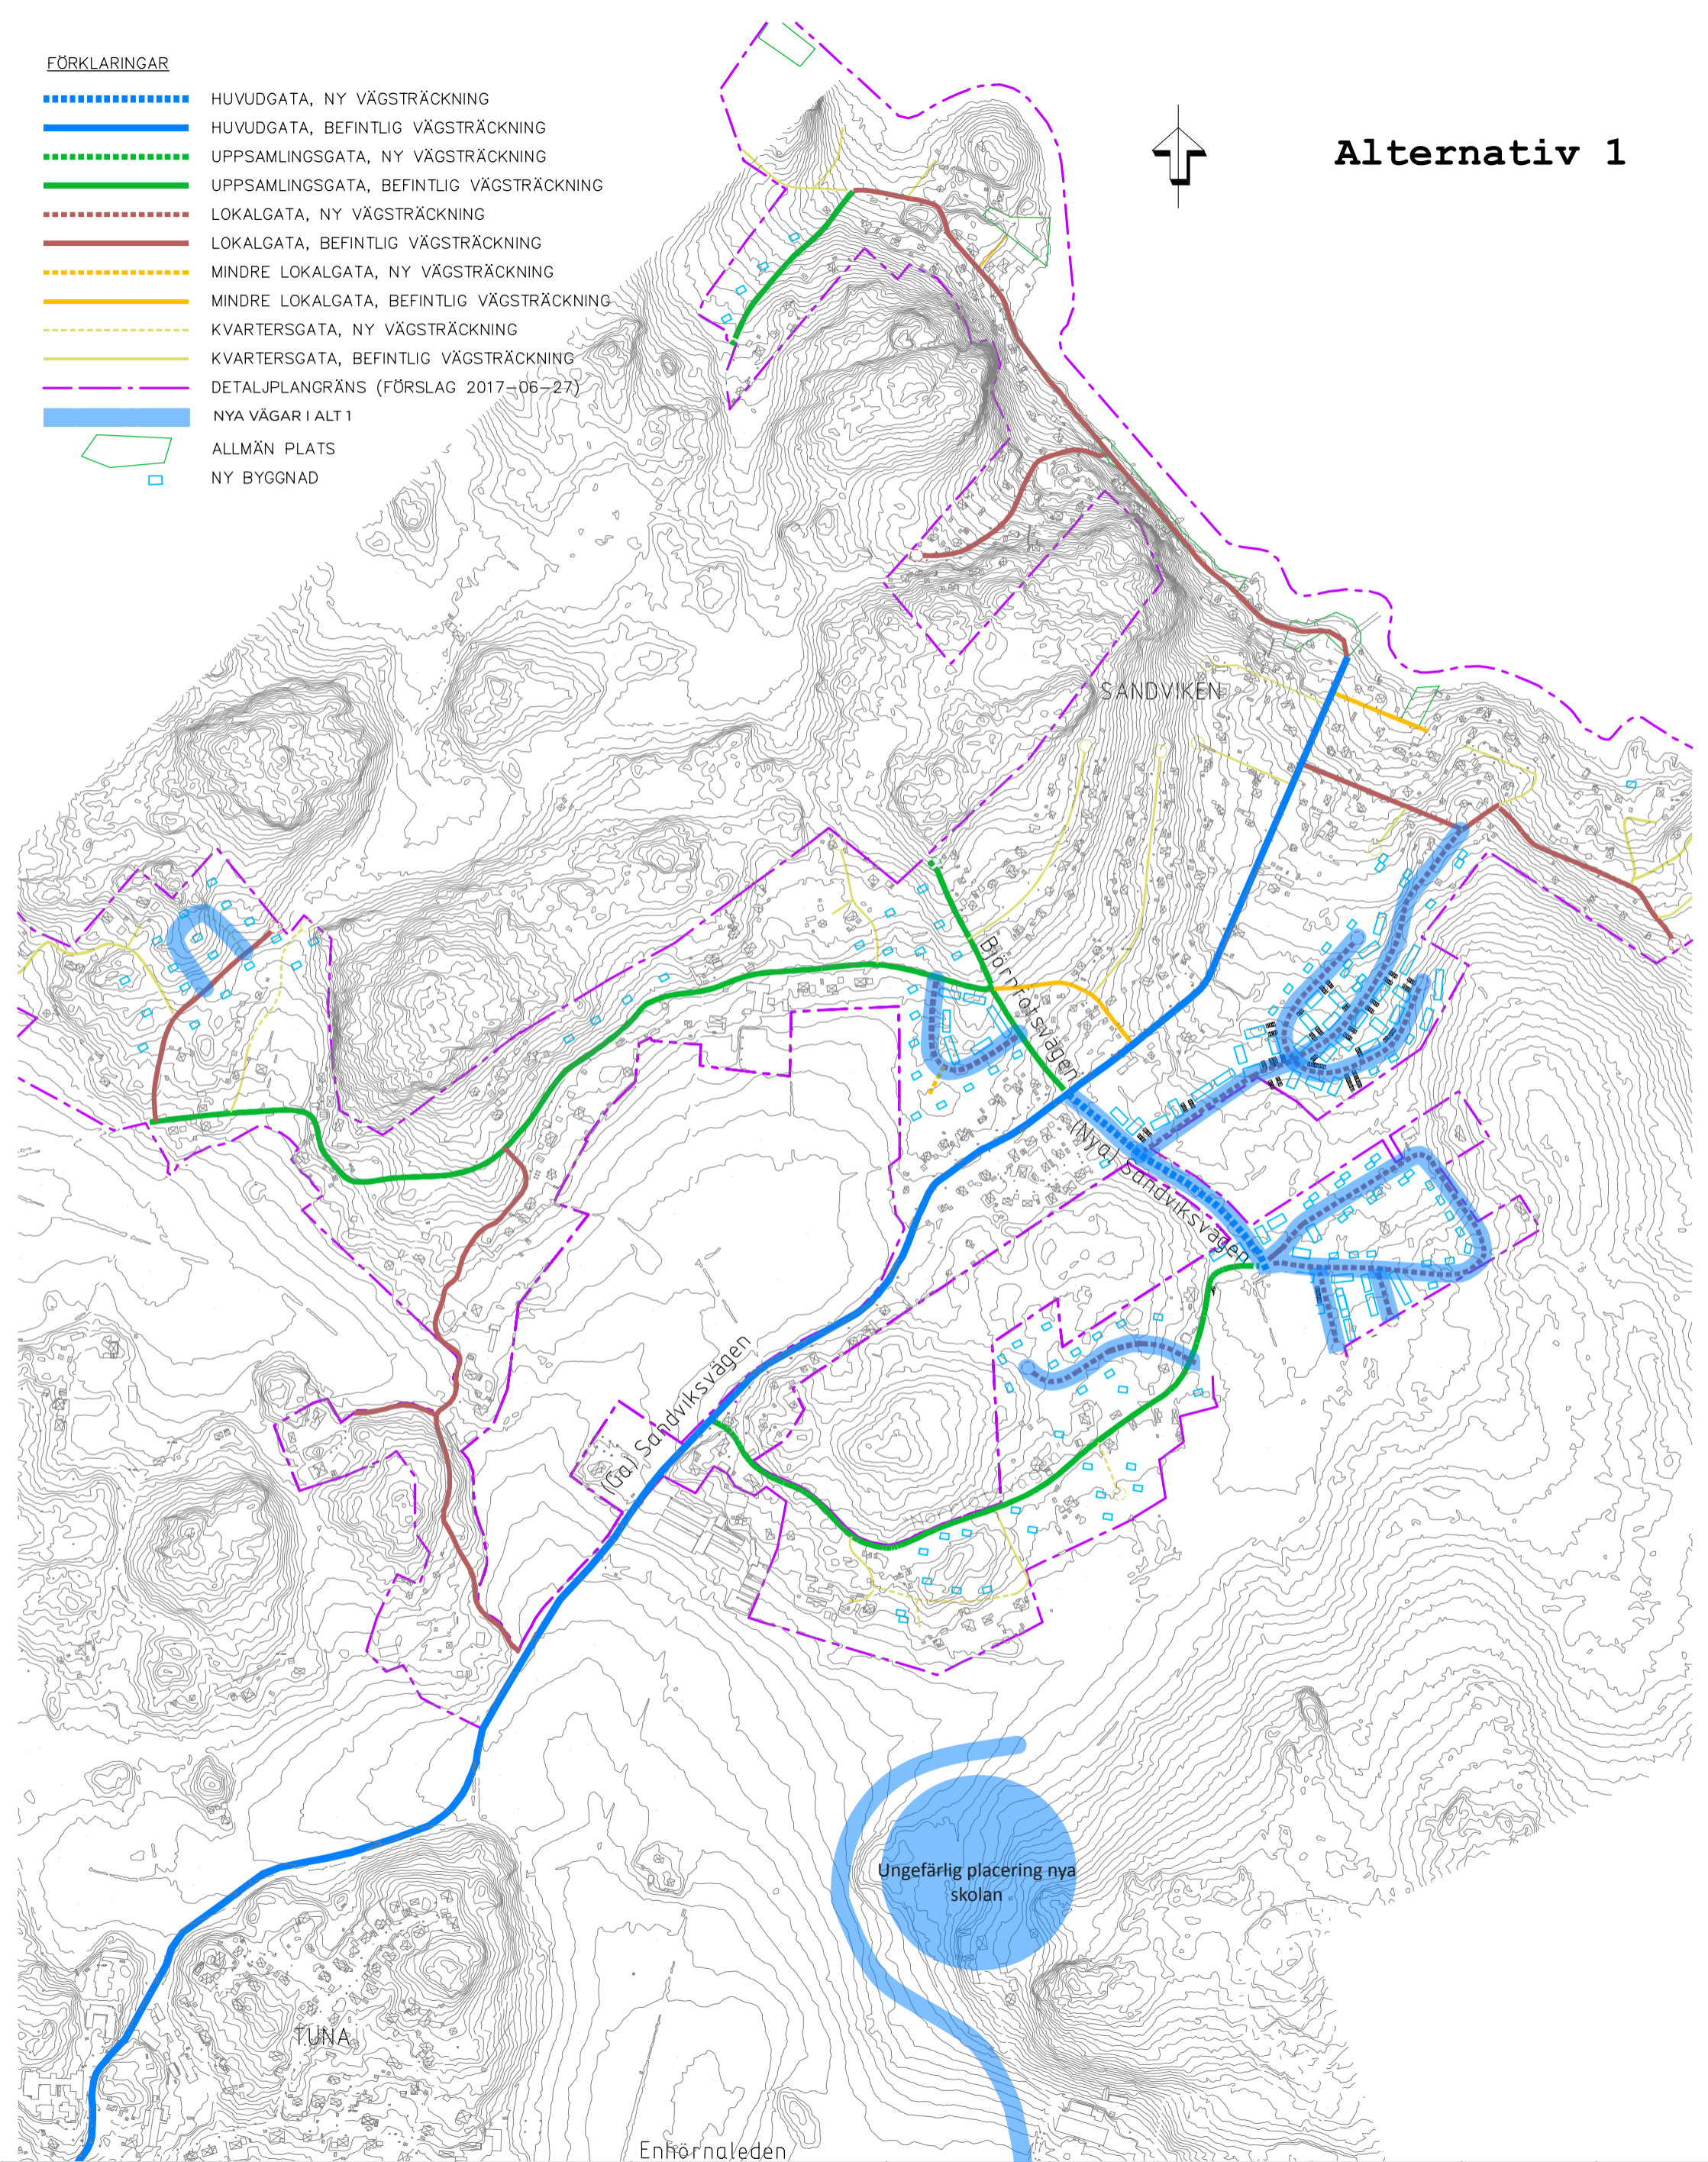 FÖRKLARINGAR
HUVUDGATA, NY VÄGSTRÄCKNING
HUVUDGATA, BEFINTLIG VÄGSTRÄCKNING
UPPSAMLINGSGATA, NY VÄGSTRÄCKNING
UPPSAMLINGSGATA, BEFINTLIG VÄGSTRÄCKNING
LOKALGATA, NY VÄGSTRÄCKNING
LOKALGATA, BEFINTLIG VÄGSTRÄCKNING
MINDRE LOKALGATA, NY VÄGSTRÄCKNING
MINDRE LOKALGATA, BEFINTLIG VÄGSTRÄCKNING
KVARTERSGATA, NY VÄGSTRÄCKNING
KVARTERSGATA, BEFINTLIG VÄGSTRÄCKNING
DETALJPLANGRÄNS (FÖRSLAG 2017-06-27)
NYA VÄGAR I ALT 1
ALLMÄN PLATS
NY BYGGNAD
Alternativ 1
SANDVIKEN
Björnforsvägen
(Nya) Sandviksvägen
(Ga) Sandviksvägen
Ungefärlig placering nya
skolan
TUNA
Enhörnaleden